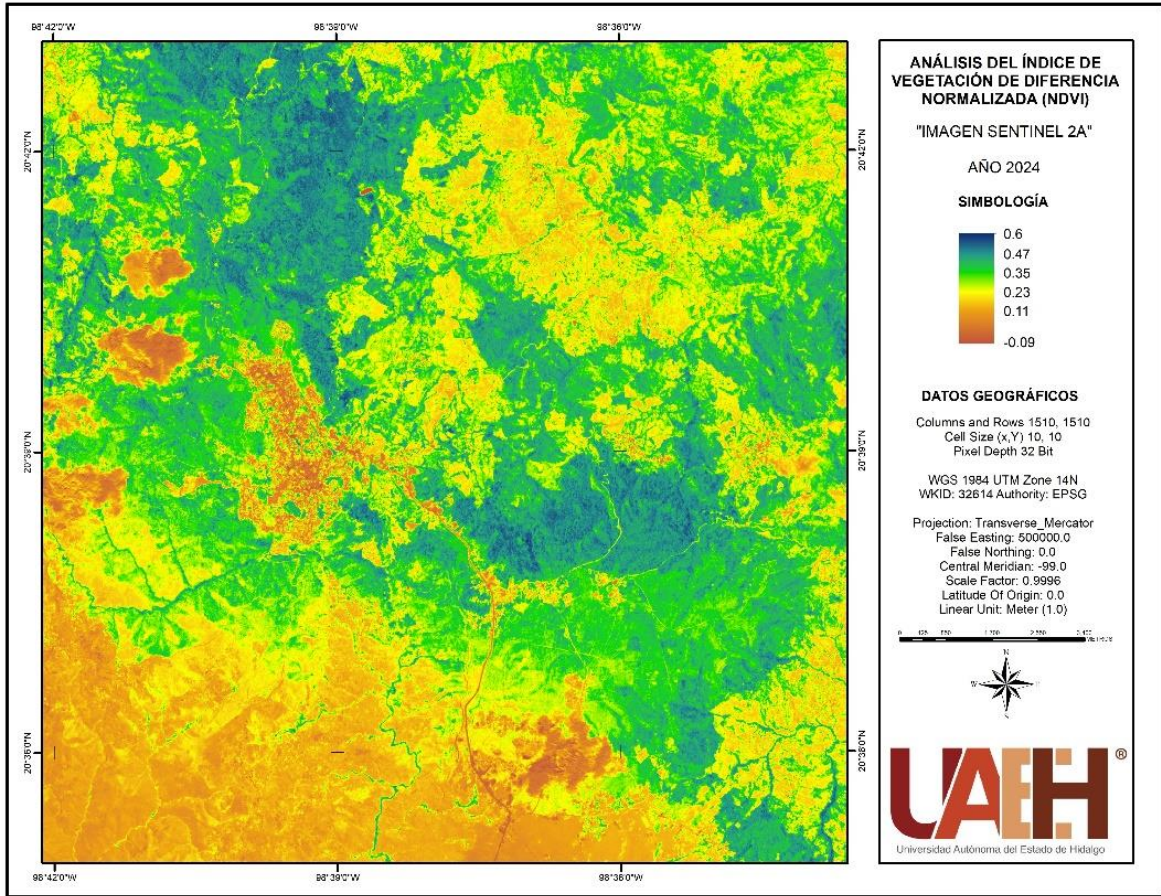 98°42'0"W 98°39'0"W 98°36'0"W
20°42'0"N 20°42'0"N
20°39'0"N 20°39'0"N
20°36'0"N 20°36'0"N
98°42'0"W 98°39'0"W 98°36'0"W
ANÁLISIS DEL ÍNDICE DE
VEGETACIÓN DE DIFERENCIA
NORMALIZADA (NDVI)
"IMAGEN SENTINEL 2A"
AÑO 2024
SIMBOLOGÍA
0.6
0.47
0.35
0.23
0.11
-0.09
DATOS GEOGRÁFICOS
Columns and Rows 1510, 1510
Cell Size (x,Y) 10, 10
Pixel Depth 32 Bit
WGS 1984 UTM Zone 14N
WKID: 32614 Authority: EPSG
Projection: Transverse_Mercator
False Easting: 500000.0
False Northing: 0.0
Central Meridian: -99.0
Scale Factor: 0.9996
Latitude Of Origin: 0.0
Linear Unit: Meter (1.0)
0
METROS
N
W
S
UAEH®
Universidad Autónoma del Estado de Hidalgo